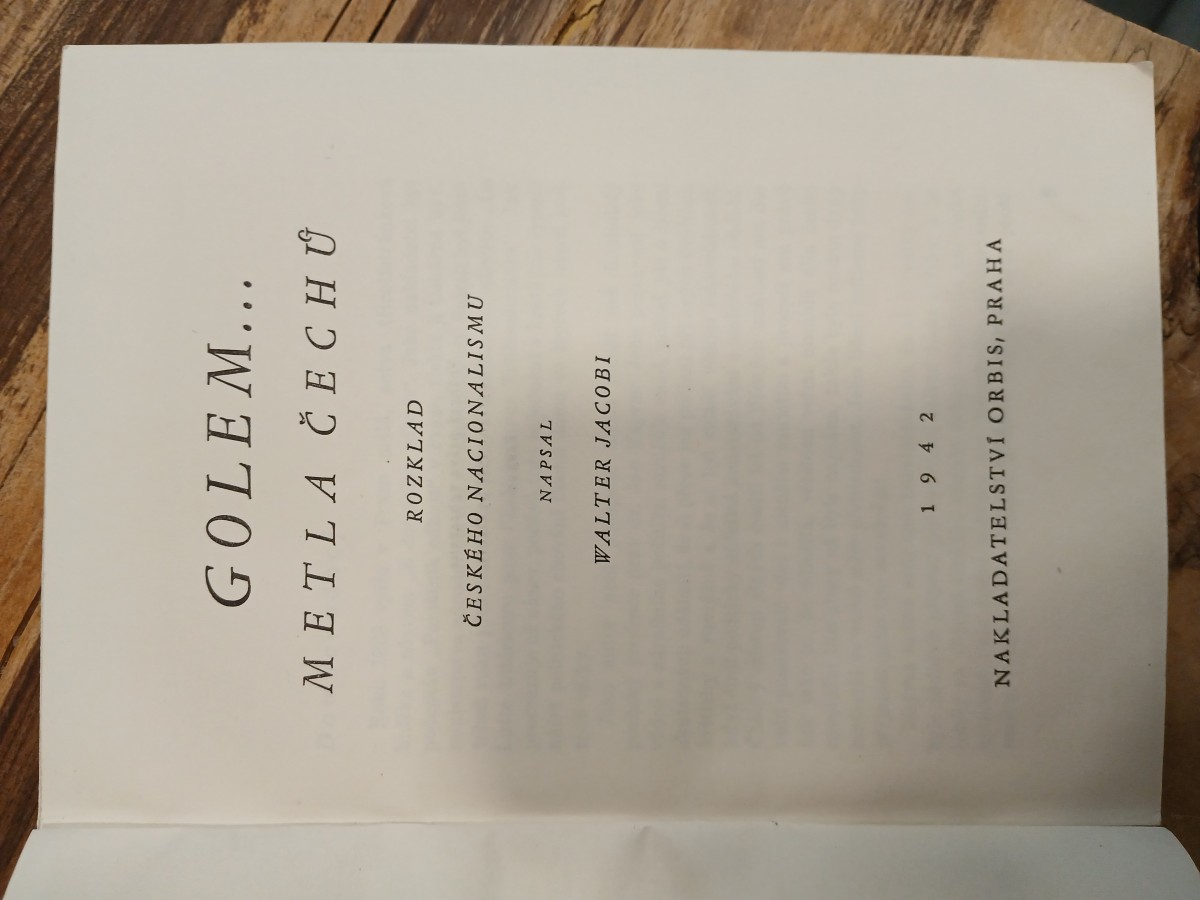 GOLEM...
METLA ČECHŮ
ROZKLAD
ČESKÉHO NACIONALISMU
NAPSAL
WALTER JACOBI
1942
NAKLADATELSTVÍ ORBIS, PRAHA